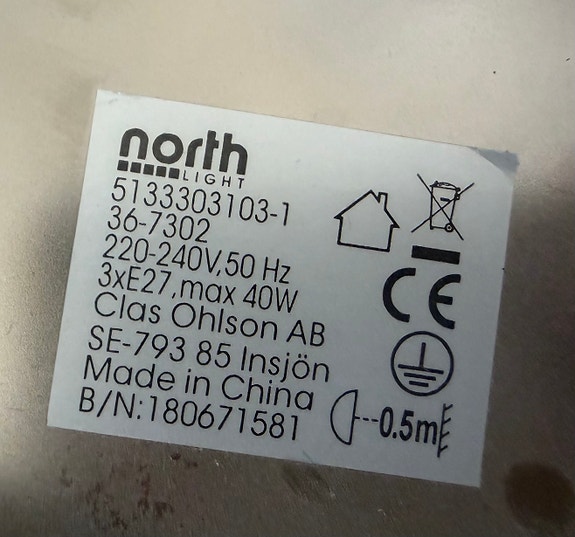 north
LIGHT
5133303103-1
36-7302
220-240V,50 Hz
3xE27,max 40W
Clas Ohlson AB
SE-793 85 Insjön
Made in China
B/N:180671581
CE
0.5m